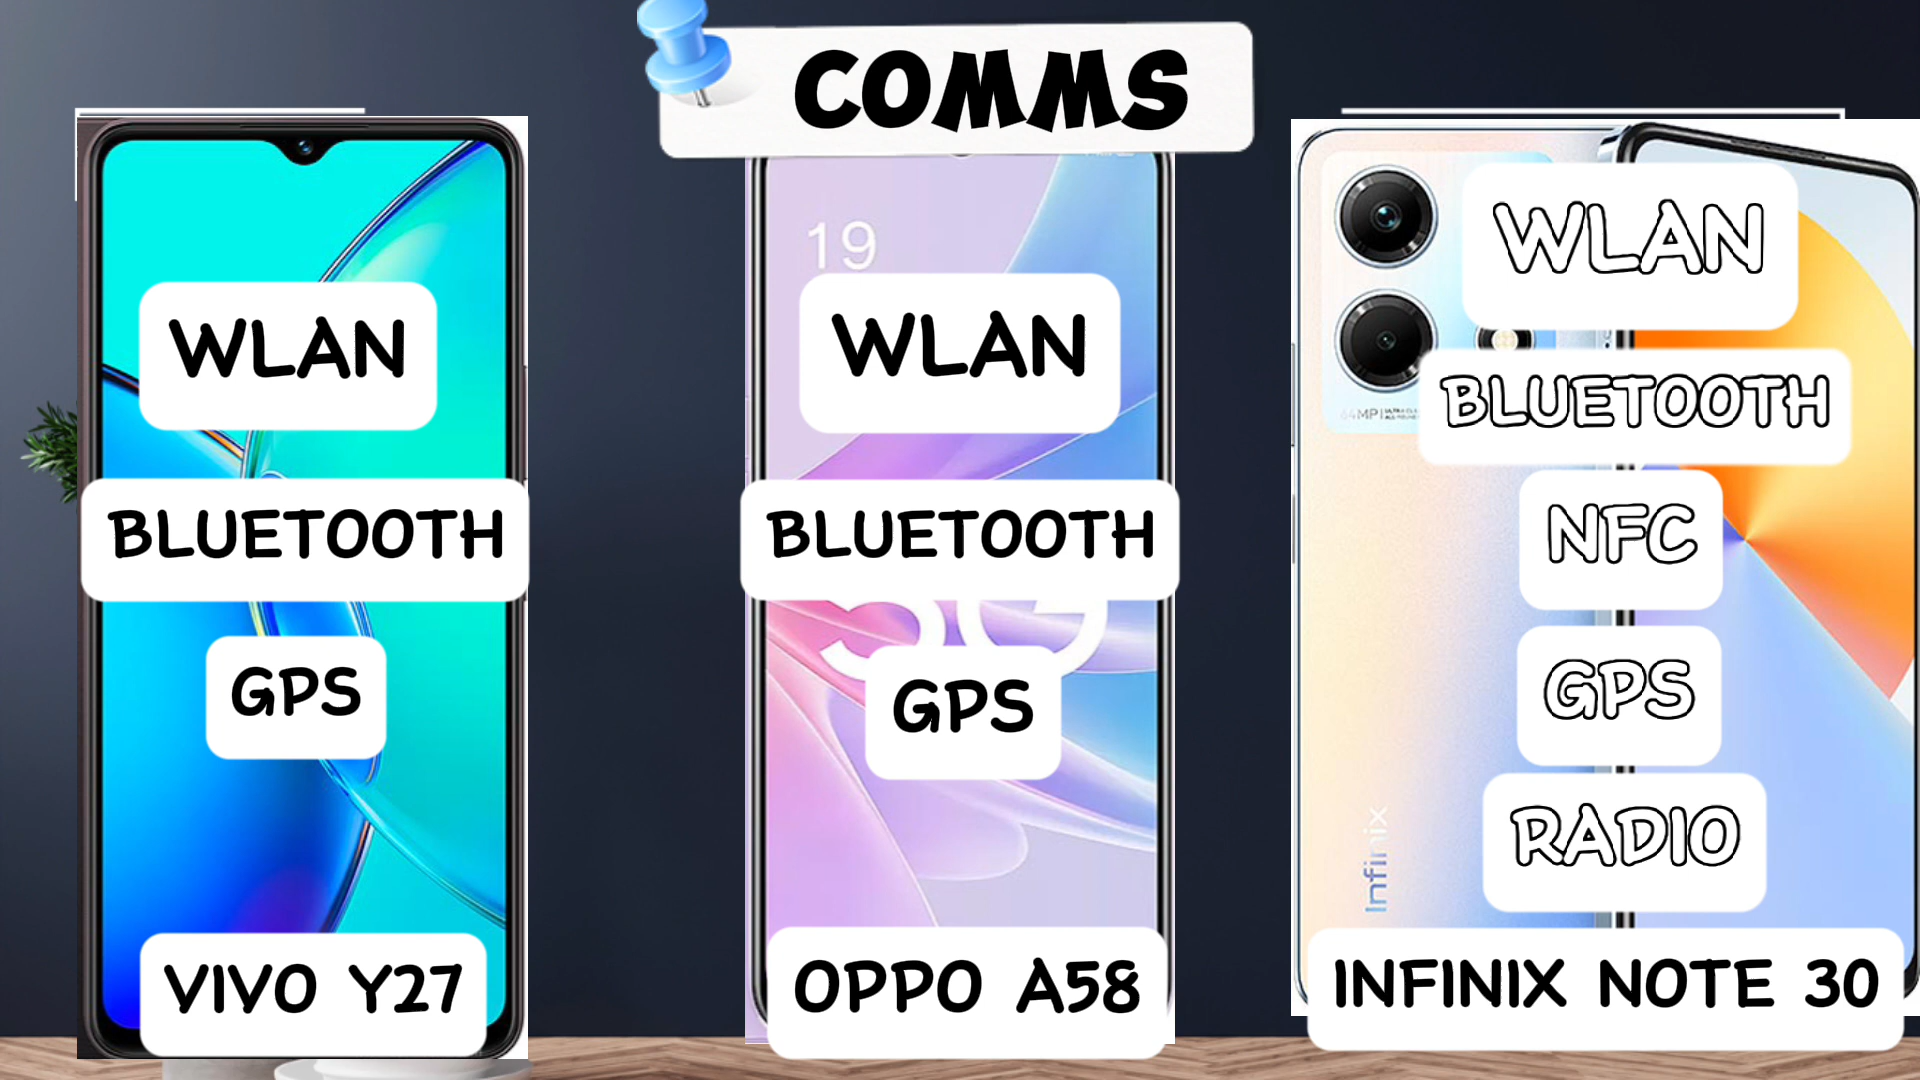 COMMS
WLAN
BLUETOOTH
GPS
VIVO Y27
19
WLAN
BLUETOOTH
GPS
OPPO A58
WLAN
BLUETOOTH
NFC
GPS
RADIO
Infinix
INFINIX NOTE 30